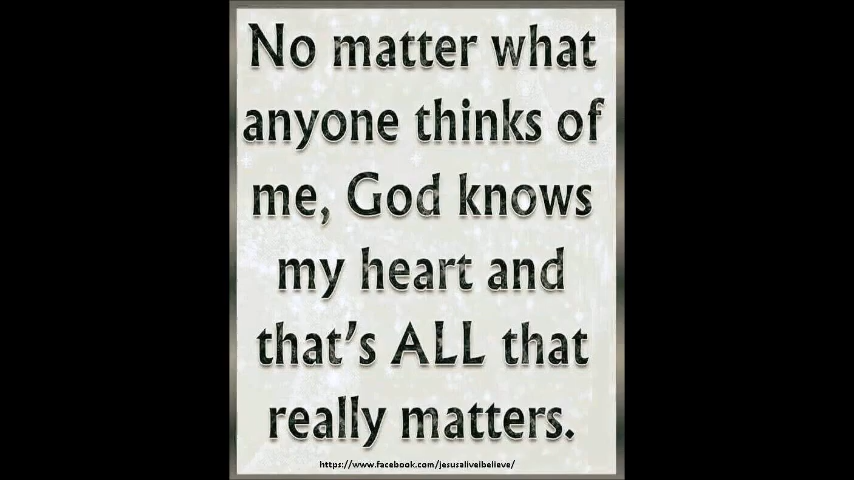 No matter what
anyone thinks of
me, God knows
my heart and
that's ALL that
really matters.
https://www.facebook.com/jesusaliveibelieve/